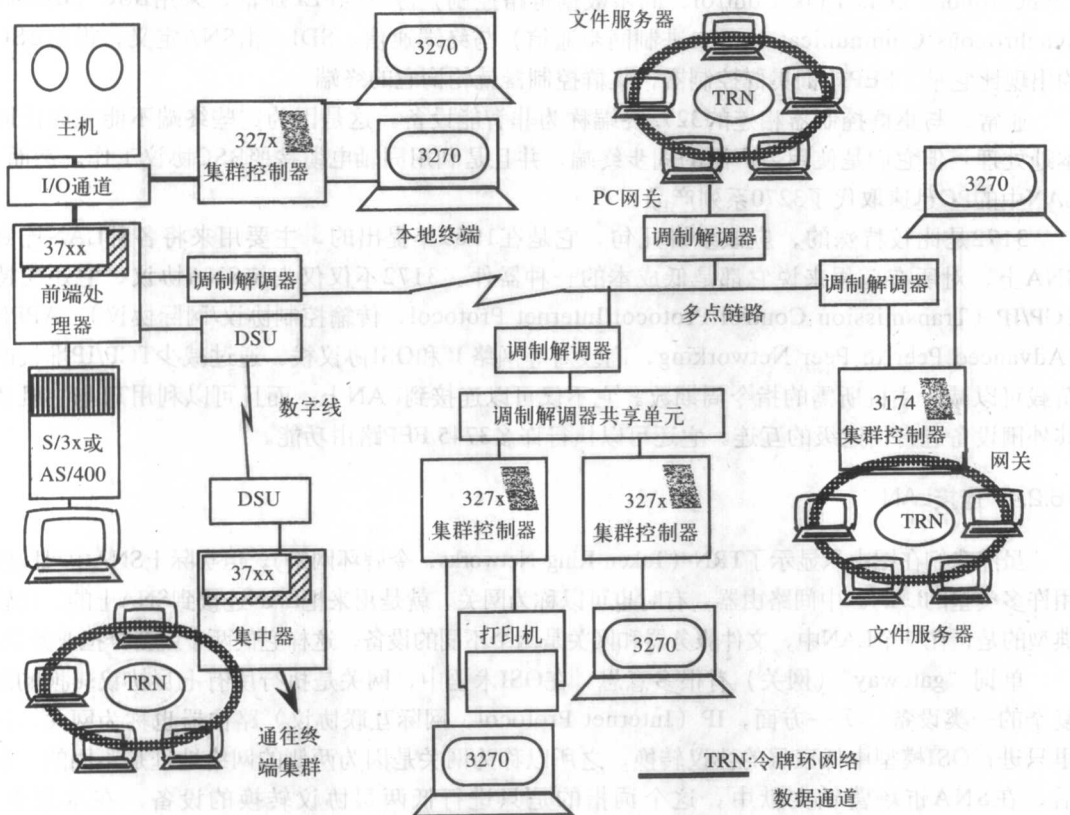 文件服务器
3270
TRN
主机
327x
集群控制器
3270
I/O通道
PC网关
3270
本地终端
37xx
前端处
理器
调制解调器
DSU
调制解调器
调制解调器
多点链路
调制解调器
数字线
调制解调器共享单元
3174
集群控制器
网关
S/3x或
AS/400
DSU
327x
集群控制器
327x
集群控制器
TRN
37xx
集中器
打印机
3270
文件服务器
TRN
通往终
端集群
3270
TRN:令牌环网络
数据通道